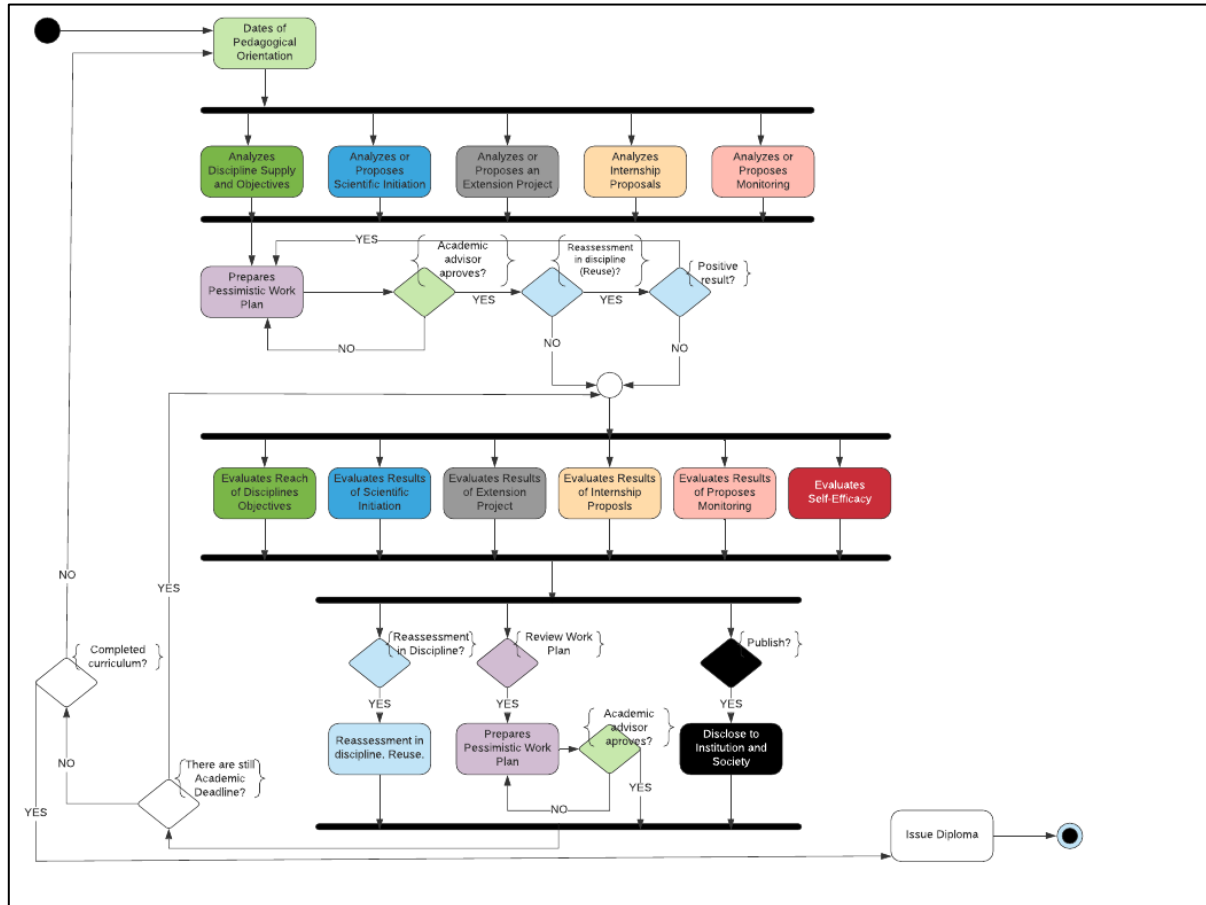 Dates of
Pedagogical
Orientation
Analyzes
Discipline Supply
and Objectives
Analyzes or
Proposes
Scientific Initiation
Analyzes or
Proposes an
Extension Project
Analyzes
Internship
Proposals
Analyzes or
Proposes
Monitoring
YES
Academic
advisor
aproves?
Reassessment
in discipline
(Reuse)?
Positive
result?
Prepares
Pessimistic Work
Plan
YES
YES
NO
NO
NO
Evaluates Reach
of Disciplines
Objectives
Evaluates Results
of Scientific
Initiation
Evaluates Results
of Extension
Project
Evaluates Results
of Internship
Proposls
Evaluates Results
of Proposes
Monitoring
Evaluates
Self-Efficacy
NO
YES
Completed
curriculum?
Reassessment
in Discipline?
Review Work
Plan
Publish?
YES
YES
YES
Reassessment in
discipline. Reuse.
Prepares
Pessimistic Work
Plan
Academic
advisor
aproves?
Disclose to
Institution and
Society
NO
There are still
Academic
Deadline?
YES
NO
YES
Issue Diploma